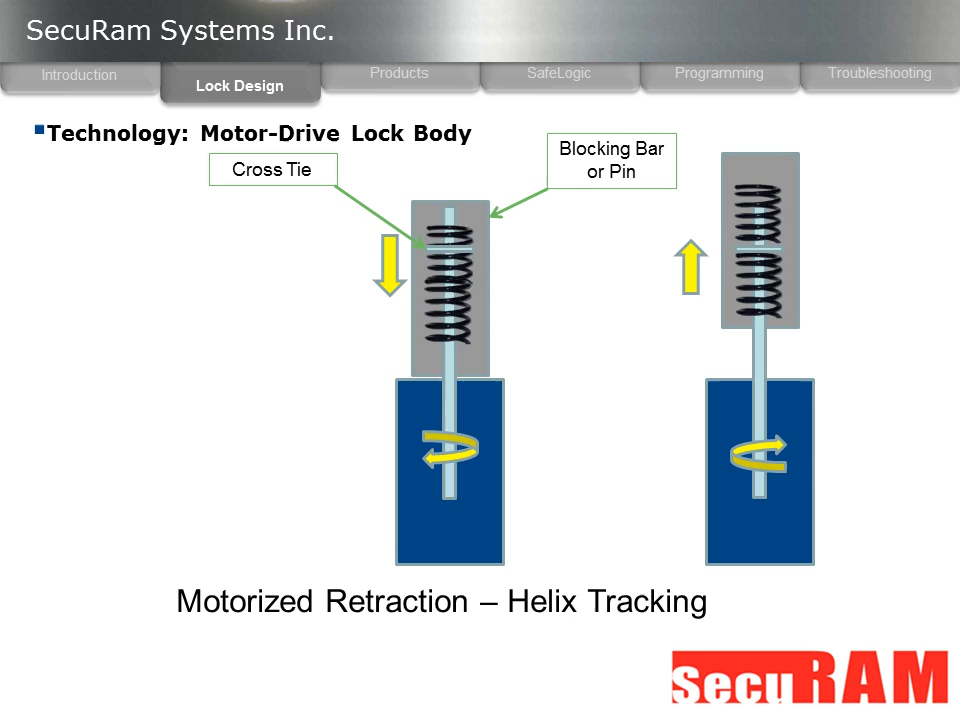 SecuRam Systems Inc.
Introduction
Lock Design
Products
SafeLogic
Programming
Troubleshooting
Technology: Motor-Drive Lock Body
Cross Tie
Blocking Bar
or Pin
Motorized Retraction – Helix Tracking
SecuRAM